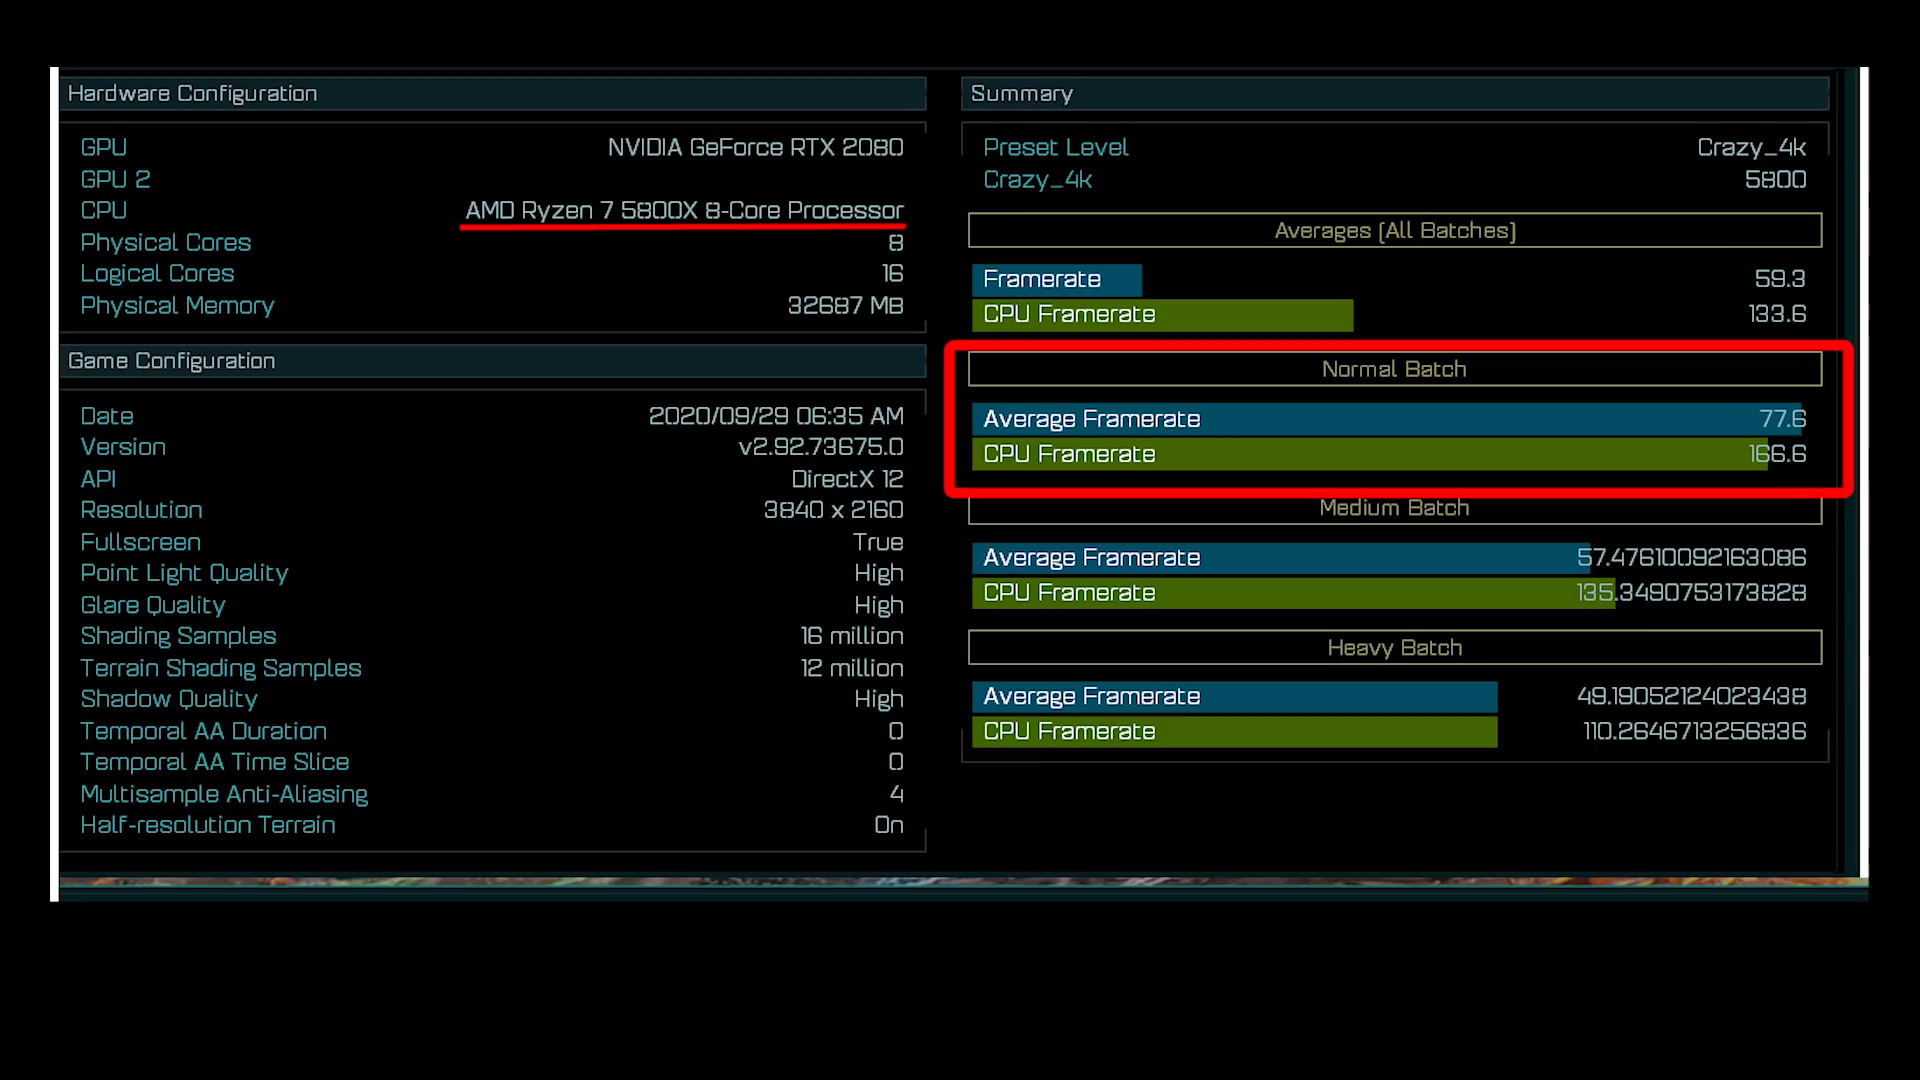 Hardware Configuration
GPU NVIDIA GeForce RTX 2080
GPU 2
CPU AMD Ryzen 7 5800X 8-Core Processor
Physical Cores 8
Logical Cores 16
Physical Memory 32687 MB
Game Configuration
Date 2020/09/29 06:35 AM
Version v2.92.73675.0
API DirectX 12
Resolution 3840 x 2160
Fullscreen True
Point Light Quality High
Glare Quality High
Shading Samples 16 million
Terrain Shading Samples 12 million
Shadow Quality High
Temporal AA Duration 0
Temporal AA Time Slice 0
Multisample Anti-Aliasing 4
Half-resolution Terrain On
Summary
Preset Level Crazy_4k
Crazy_4k 5800
Averages [All Batches]
Framerate 59.3
CPU Framerate 133.6
Normal Batch
Average Framerate 77.6
CPU Framerate 166.6
Medium Batch
Average Framerate 57.476100921630​86
CPU Framerate 135.3490753173828
Heavy Batch
Average Framerate 49.19052124023438
CPU Framerate 110.2646713256836